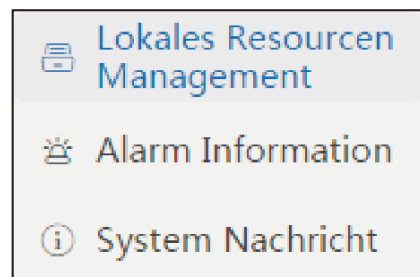 Lokales Resourcen
Management
Alarm Information
System Nachricht